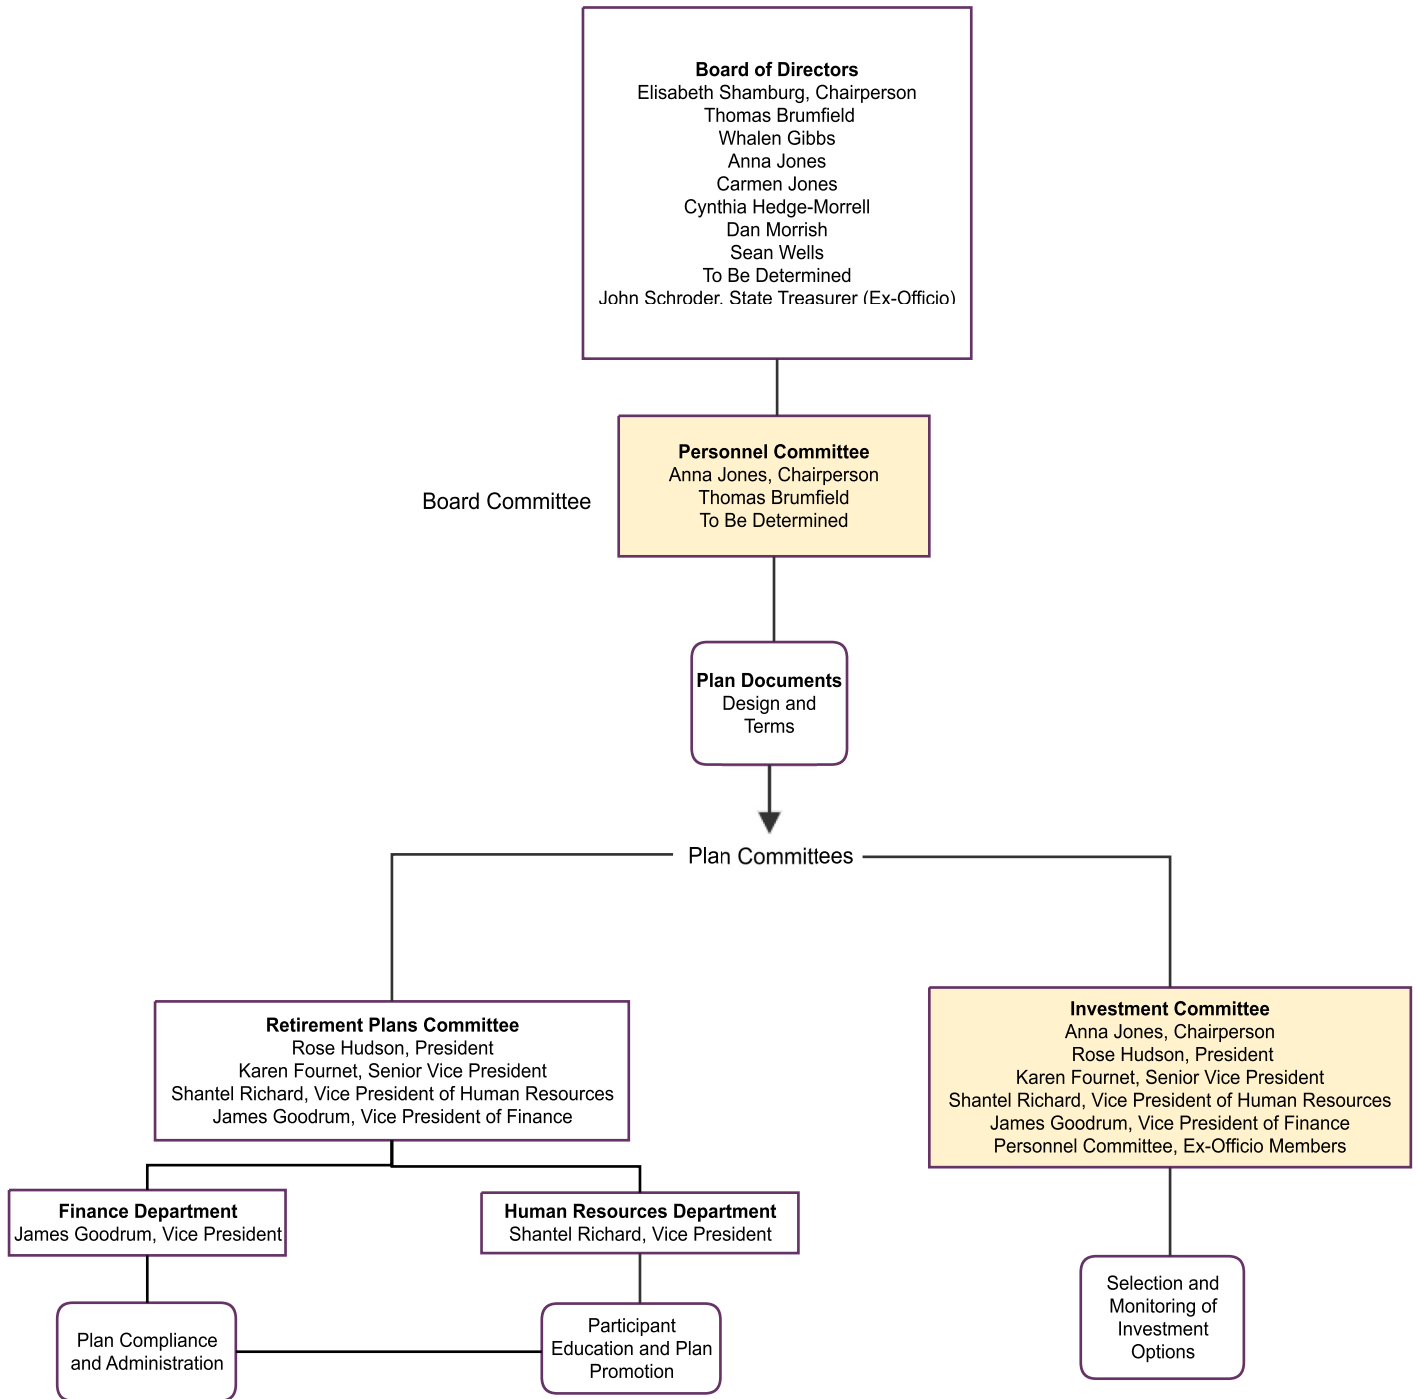 Board of Directors
Elisabeth Shamburg, Chairperson
Thomas Brumfield
Whalen Gibbs
Anna Jones
Carmen Jones
Cynthia Hedge-Morrell
Dan Morrish
Sean Wells
To Be Determined
John Schroder, State Treasurer (Ex-Officio)
Personnel Committee
Anna Jones, Chairperson
Thomas Brumfield
To Be Determined
Board Committee
Plan Documents
Design and
Terms
Plan Committees
Retirement Plans Committee
Rose Hudson, President
Karen Fournet, Senior Vice President
Shantel Richard, Vice President of Human Resources
James Goodrum, Vice President of Finance
Investment Committee
Anna Jones, Chairperson
Rose Hudson, President
Karen Fournet, Senior Vice President
Shantel Richard, Vice President of Human Resources
James Goodrum, Vice President of Finance
Personnel Committee, Ex-Officio Members
Finance Department
James Goodrum, Vice President
Human Resources Department
Shantel Richard, Vice President
Plan Compliance
and Administration
Participant
Education and Plan
Promotion
Selection and
Monitoring of
Investment
Options